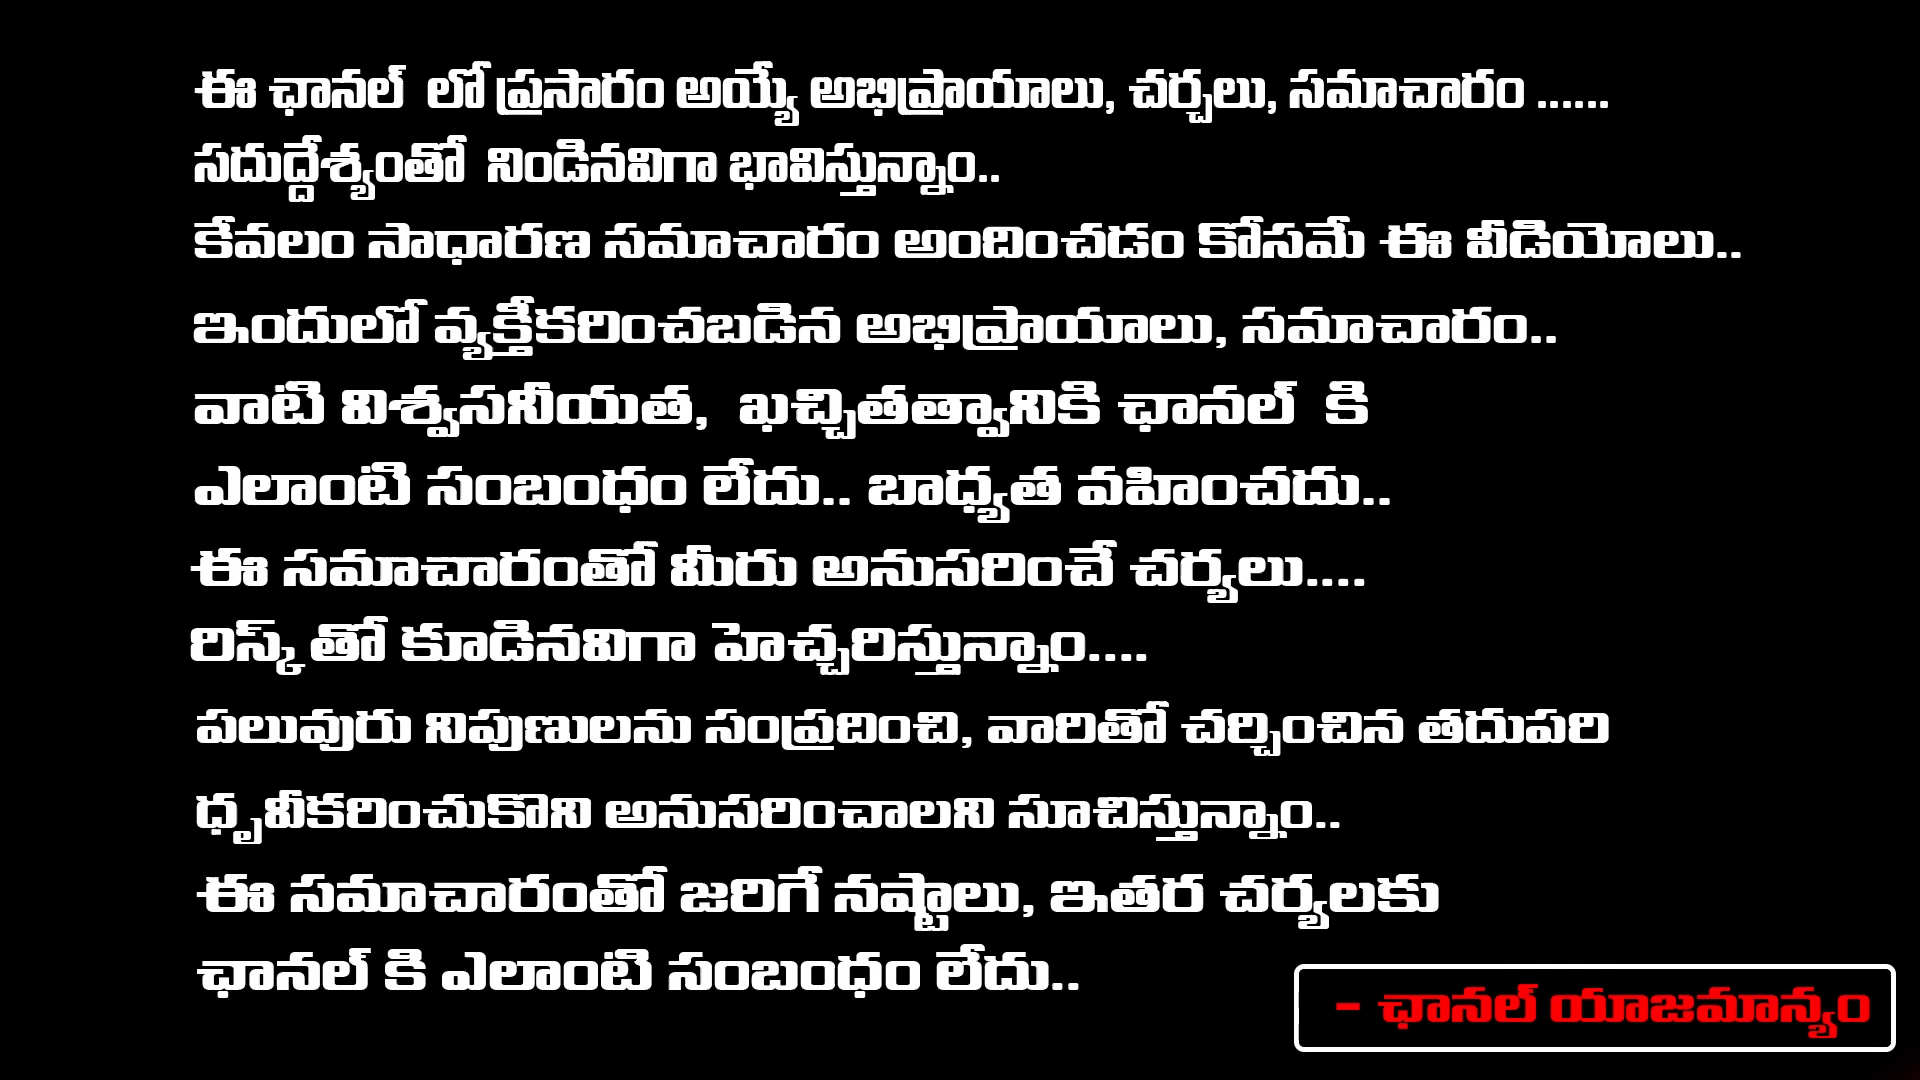 ఈ ఛానల్ లో ప్రసారం అయ్యే అభిప్రాయాలు, చర్చలు, సమాచారం ......
సదుద్దేశ్యంతో నిండినవిగా భావిస్తున్నాం..
కేవలం సాధారణ సమాచారం అందించడం కోసమే ఈ వీడియోలు..
ఇందులో వ్యక్తీకరించబడిన అభిప్రాయాలు, సమాచారం..
వాటి విశ్వసనీయత, ఖచ్చితత్వానికి ఛానల్ కి
ఎలాంటి సంబంధం లేదు.. బాధ్యత వహించదు..
ఈ సమాచారంతో మీరు అనుసరించే చర్యలు....
రిస్క్ తో కూడినవిగా హెచ్చరిస్తున్నాం....
పలువురు నిపుణులను సంప్రదించి, వారితో చర్చించిన తదుపరి
ధృవీకరించుకొని అనుసరించాలని సూచిస్తున్నాం..
ఈ సమాచారంతో జరిగే నష్టాలు, ఇతర చర్యలకు
ఛానల్ కి ఎలాంటి సంబంధం లేదు..
- ఛానల్ యాజమాన్యం